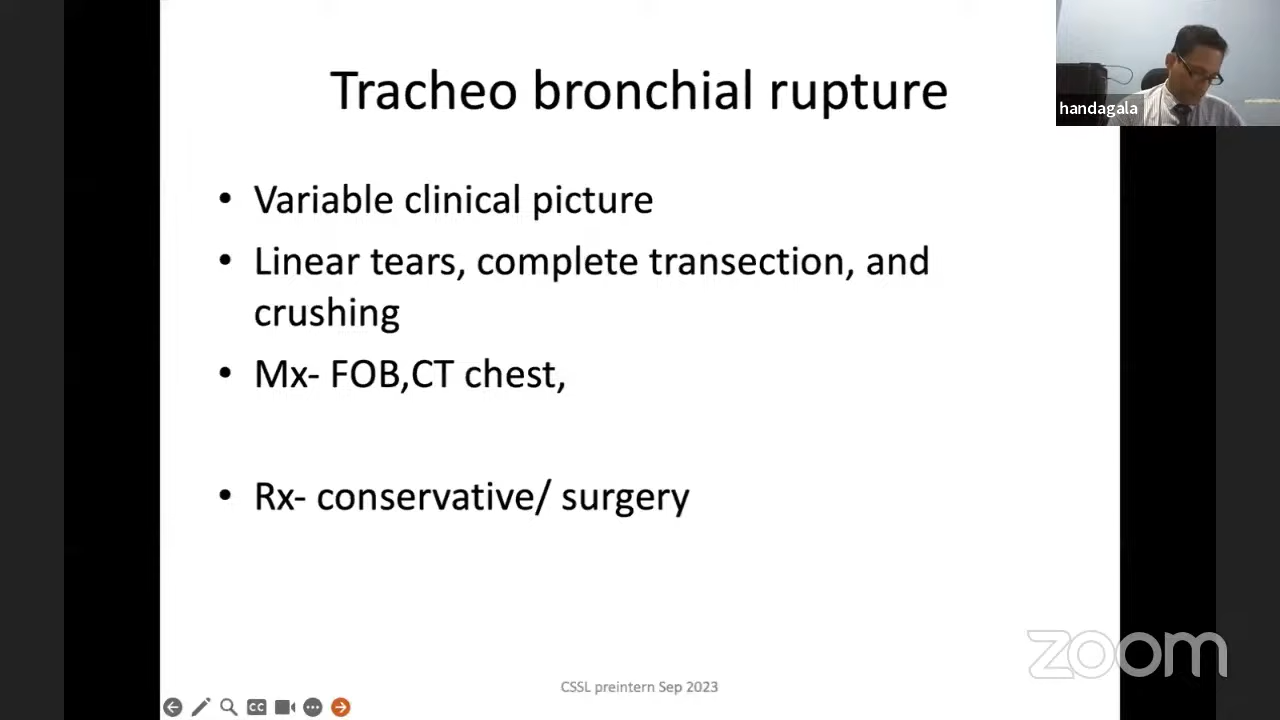 Tracheo bronchial rupture
handagala
• Variable clinical picture
• Linear tears, complete transection, and
crushing
• Mx- FOB,CT chest,
• Rx- conservative/ surgery
zoom
CSSL preintern Sep 2023
CC